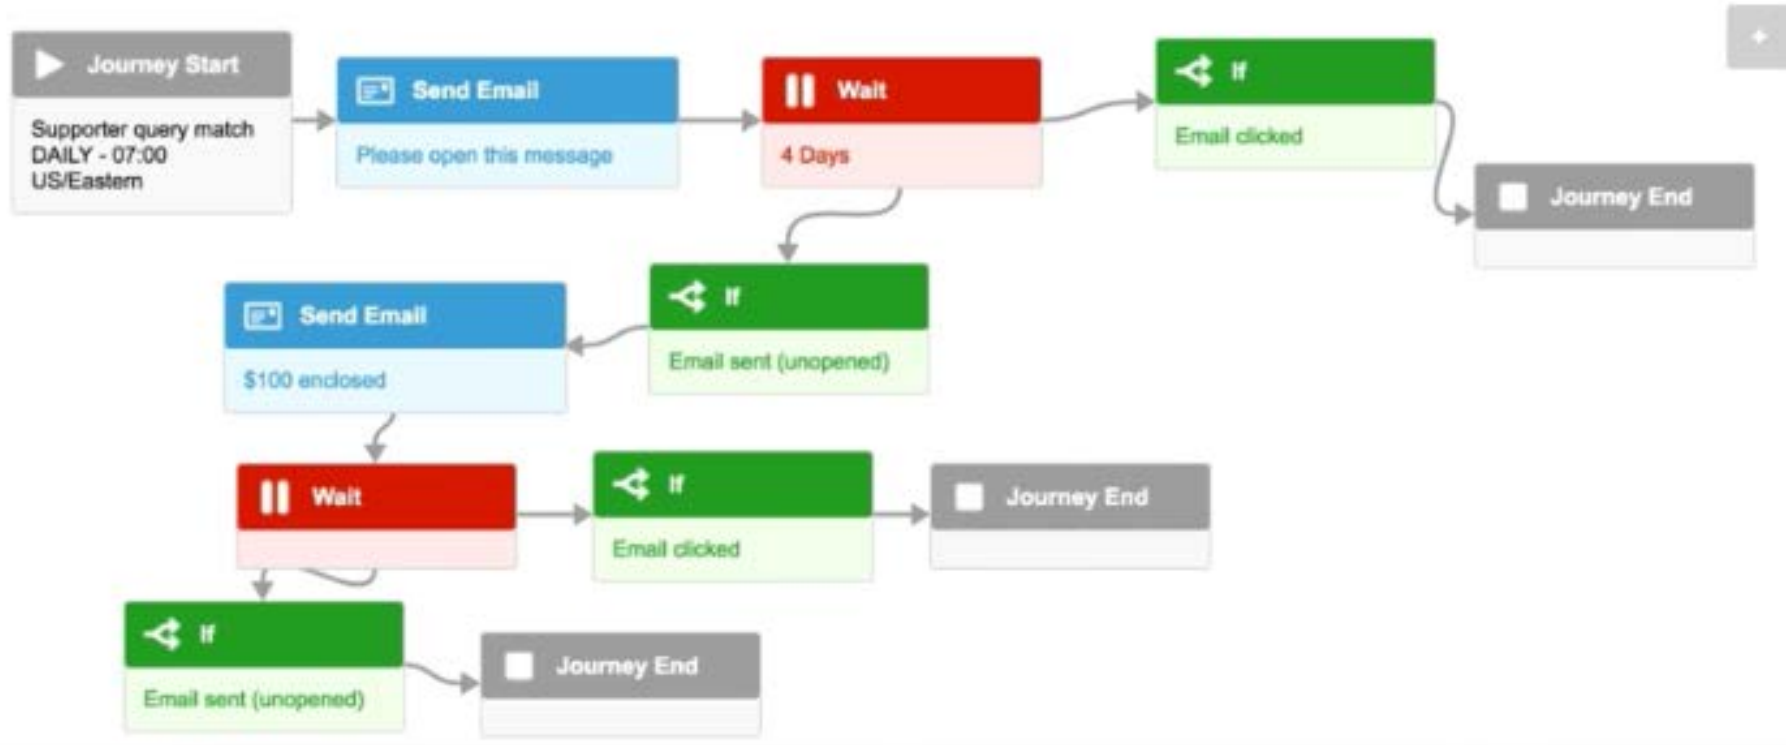 Journey Start
Supporter query match
DAILY - 07:00
US/Eastern
Send Email
Please open this message
Wait
4 Days
If
Email clicked
Journey End
If
Email sent (unopened)
Send Email
$100 enclosed
Wait
If
Email clicked
Journey End
If
Email sent (unopened)
Journey End